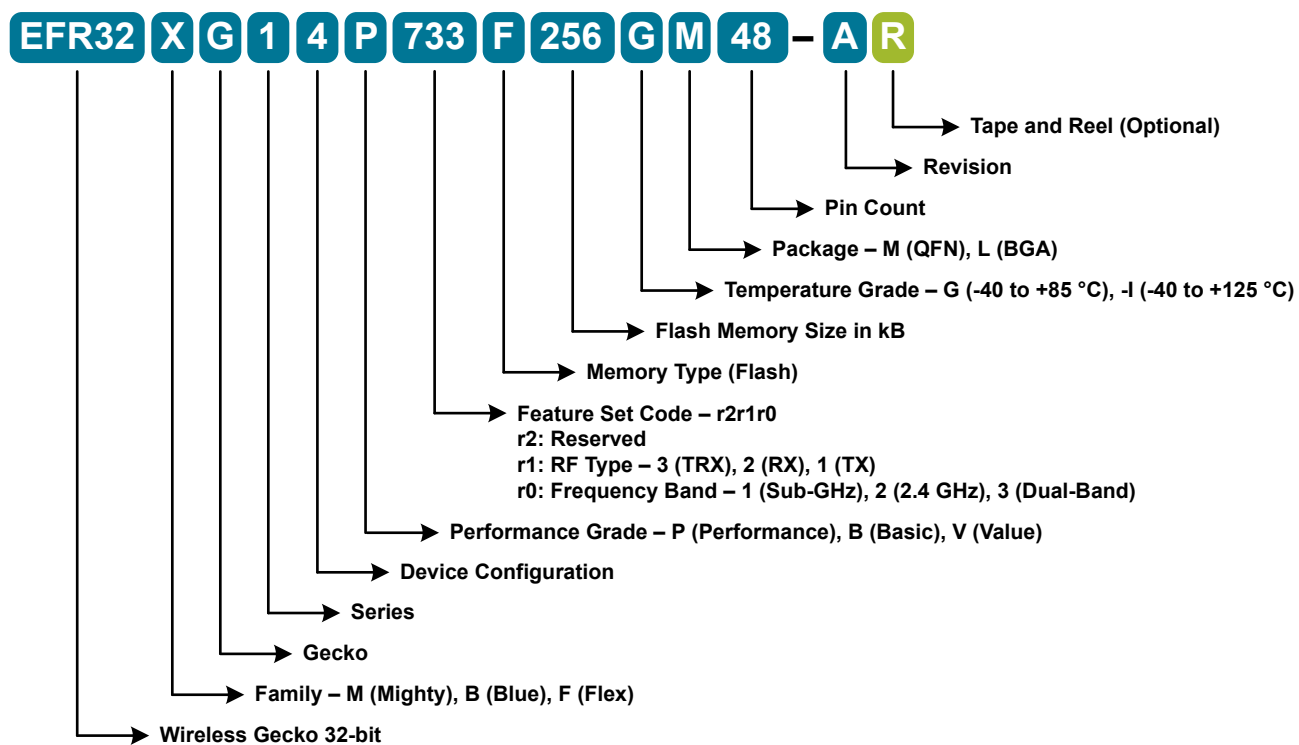 EFR32 X G 1 4 P 733 F 256 G M 48 – A R
Tape and Reel (Optional)
Revision
Pin Count
Package – M (QFN), L (BGA)
Temperature Grade – G (-40 to +85 °C), -I (-40 to +125 °C)
Flash Memory Size in kB
Memory Type (Flash)
Feature Set Code – r2r1r0
r2: Reserved
r1: RF Type – 3 (TRX), 2 (RX), 1 (TX)
r0: Frequency Band – 1 (Sub-GHz), 2 (2.4 GHz), 3 (Dual-Band)
Performance Grade – P (Performance), B (Basic), V (Value)
Device Configuration
Series
Gecko
Family – M (Mighty), B (Blue), F (Flex)
Wireless Gecko 32-bit